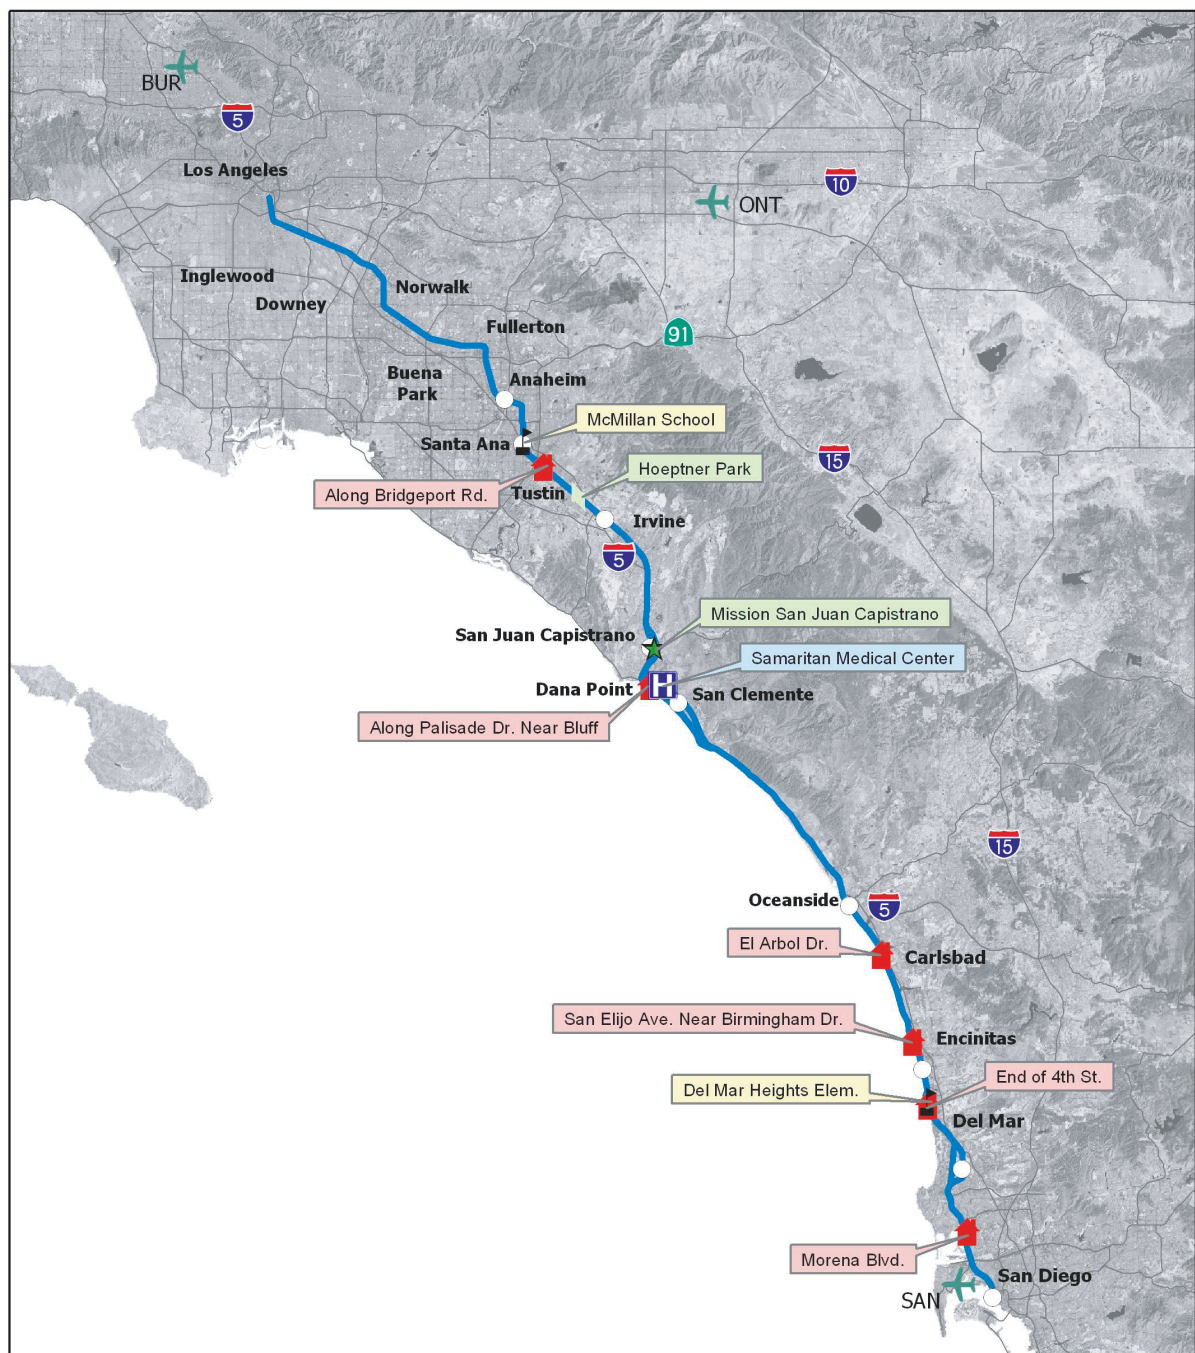 BUR
5
Los Angeles
10
ONT
Inglewood
Norwalk
Downey
Fullerton
91
Buena
Park
Anaheim
McMillan School
Santa Ana
15
Hoeptner Park
Along Bridgeport Rd.
Tustin
Irvine
5
Mission San Juan Capistrano
San Juan Capistrano
Samaritan Medical Center
Dana Point
H
San Clemente
Along Palisade Dr. Near Bluff
15
Oceanside
5
El Arbol Dr.
Carlsbad
San Elijo Ave. Near Birmingham Dr.
Encinitas
End of 4th St.
Del Mar Heights Elem.
Del Mar
Morena Blvd.
San Diego
SAN